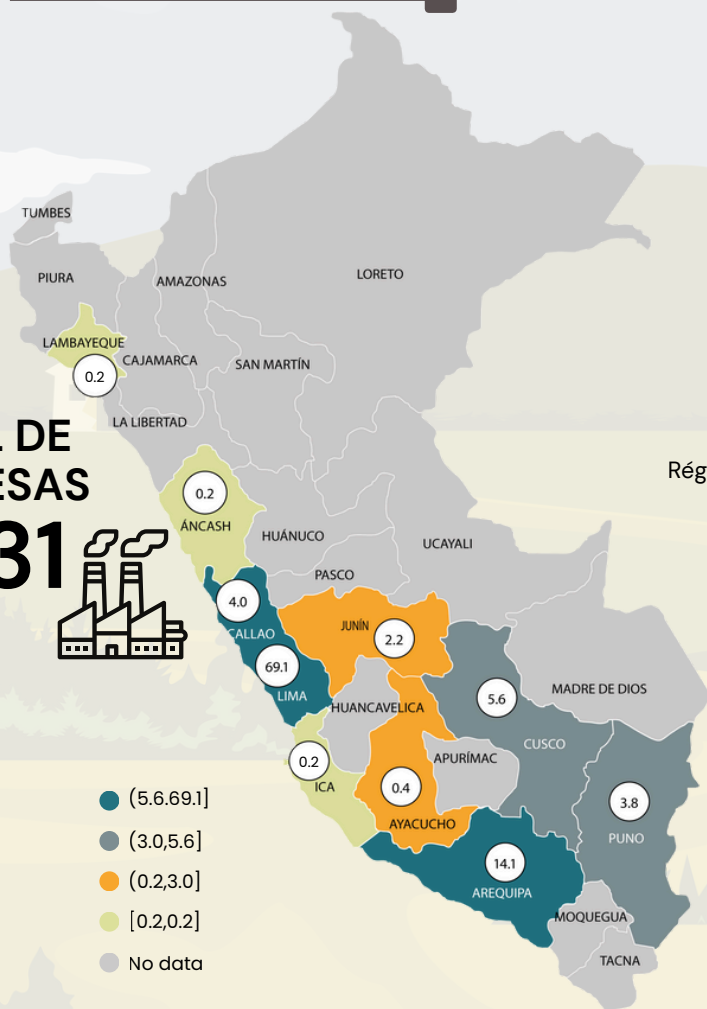 TUMBES
PIURA
AMAZONAS
LORETO
LAMBAYEQUE
CAJAMARCA
SAN MARTÍN
0.2
LA LIBERTAD
DE
ESAS
31
Rég
0.2
ÁNCASH
HUÁNUCO
UCAYALI
PASCO
4.0
CALLAO
JUNÍN
2.2
69.1
LIMA
MADRE DE DIOS
5.6
HUANCAVELICA
CUSCO
0.2
APURÍMAC
ICA
0.4
3.8
AYACUCHO
PUNO
14.1
AREQUIPA
MOQUEGUA
TACNA
(5.6.69.1]
(3.0,5.6]
(0.2,3.0]
[0.2,0.2]
No data